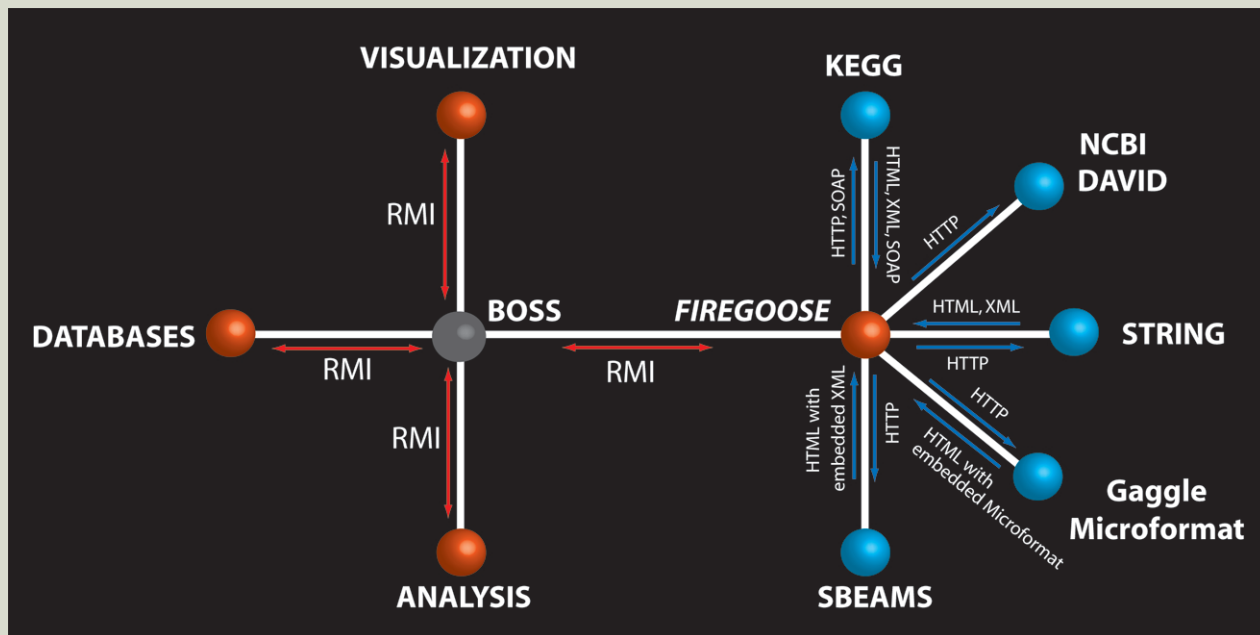 VISUALIZATION
KEGG
NCBI
DAVID
RMI
HTTP, SOAP
HTML, XML, SOAP
HTTP
DATABASES
BOSS
FIREGOOSE
HTML, XML
STRING
RMI
RMI
HTTP
RMI
HTML with
embedded XML
HTTP
HTTP
HTML with
embedded Microformat
Gaggle
Microformat
ANALYSIS
SBEAMS